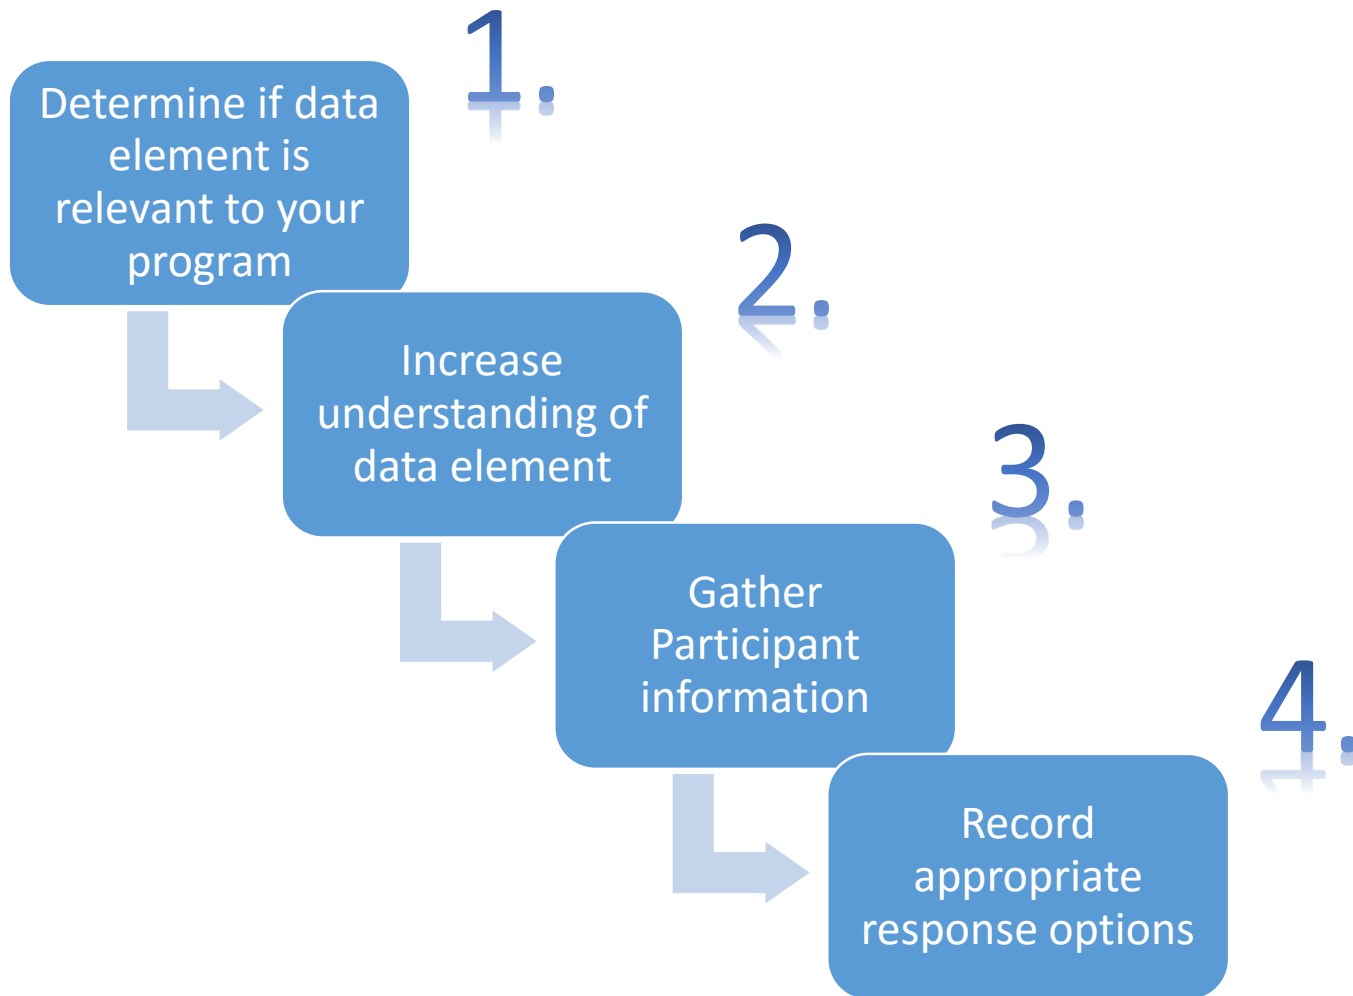 1.
Determine if data
element is
relevant to your
program
2.
Increase
understanding of
data element
3.
Gather
Participant
information
4.
Record
appropriate
response options